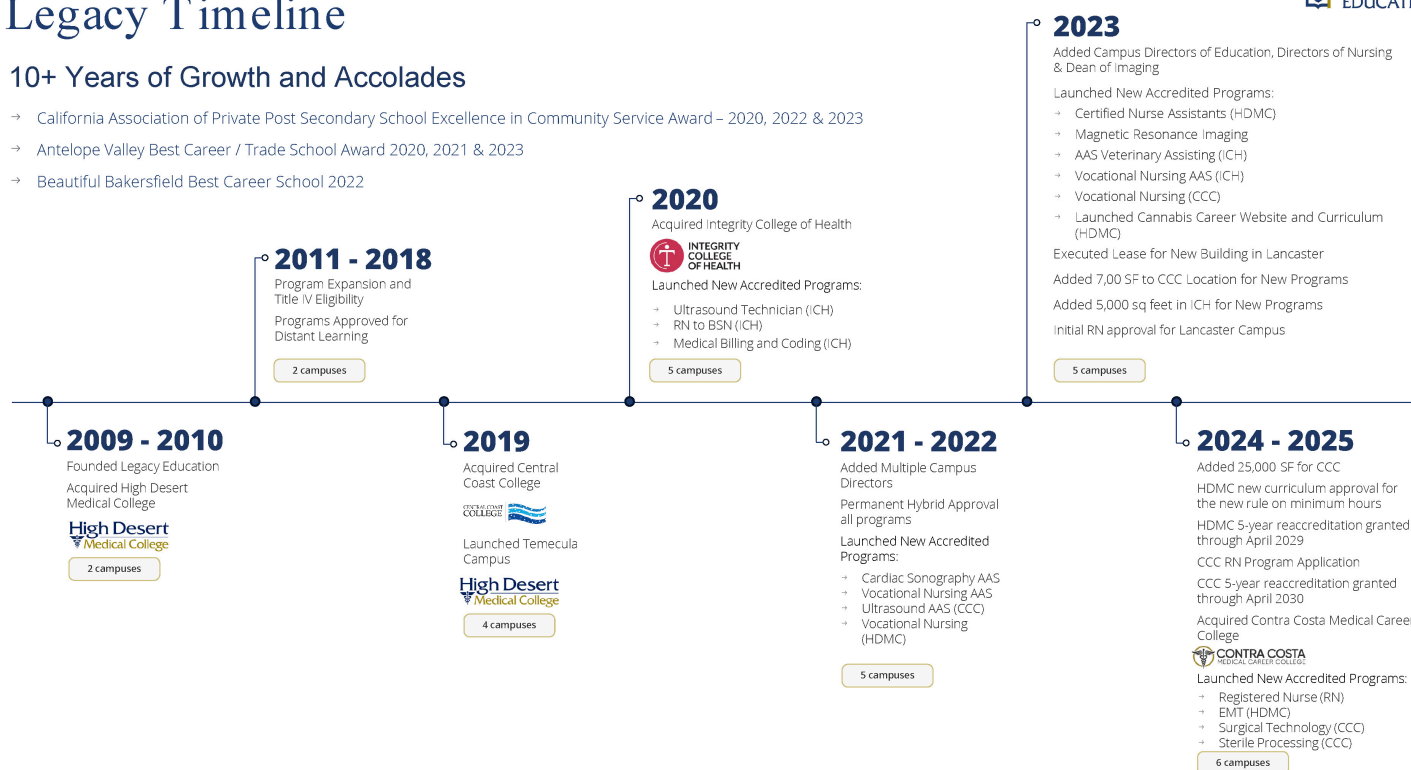 Legacy Timeline
10+ Years of Growth and Accolades
→ California Association of Private Post Secondary School Excellence in Community Service Award – 2020, 2022 & 2023
→ Antelope Valley Best Career / Trade School Award 2020, 2021 & 2023
→ Beautiful Bakersfield Best Career School 2022
2009 - 2010
Founded Legacy Education
Acquired High Desert
Medical College
High Desert
Medical College
2 campuses
2011 - 2018
Program Expansion and
Title IV Eligibility
Programs Approved for
Distant Learning
2 campuses
2019
Acquired Central
Coast College
CENTRAL COAST
COLLEGE
Launched Temecula
Campus
High Desert
Medical College
4 campuses
2020
Acquired Integrity College of Health
INTEGRITY
COLLEGE
OF HEALTH
Launched New Accredited Programs:
→ Ultrasound Technician (ICH)
→ RN to BSN (ICH)
→ Medical Billing and Coding (ICH)
5 campuses
2021 - 2022
Added Multiple Campus
Directors
Permanent Hybrid Approval
all programs
Launched New Accredited
Programs:
→ Cardiac Sonography AAS
→ Vocational Nursing AAS
→ Ultrasound AAS (CCC)
→ Vocational Nursing
(HDMC)
5 campuses
2023
Added Campus Directors of Education, Directors of Nursing
& Dean of Imaging
Launched New Accredited Programs:
→ Certified Nurse Assistants (HDMC)
→ Magnetic Resonance Imaging
→ AAS Veterinary Assisting (ICH)
→ Vocational Nursing AAS (ICH)
→ Vocational Nursing (CCC)
→ Launched Cannabis Career Website and Curriculum
(HDMC)
Executed Lease for New Building in Lancaster
Added 7,00 SF to CCC Location for New Programs
Added 5,000 sq feet in ICH for New Programs
Initial RN approval for Lancaster Campus
5 campuses
2024 - 2025
Added 25,000 SF for CCC
HDMC new curriculum approval for
the new rule on minimum hours
HDMC 5-year reaccreditation granted
through April 2029
CCC RN Program Application
CCC 5-year reaccreditation granted
through April 2030
Acquired Contra Costa Medical Career
College
CONTRA COSTA
MEDICAL CAREER COLLEGE
Launched New Accredited Programs:
→ Registered Nurse (RN)
→ EMT (HDMC)
→ Surgical Technology (CCC)
→ Sterile Processing (CCC)
6 campuses